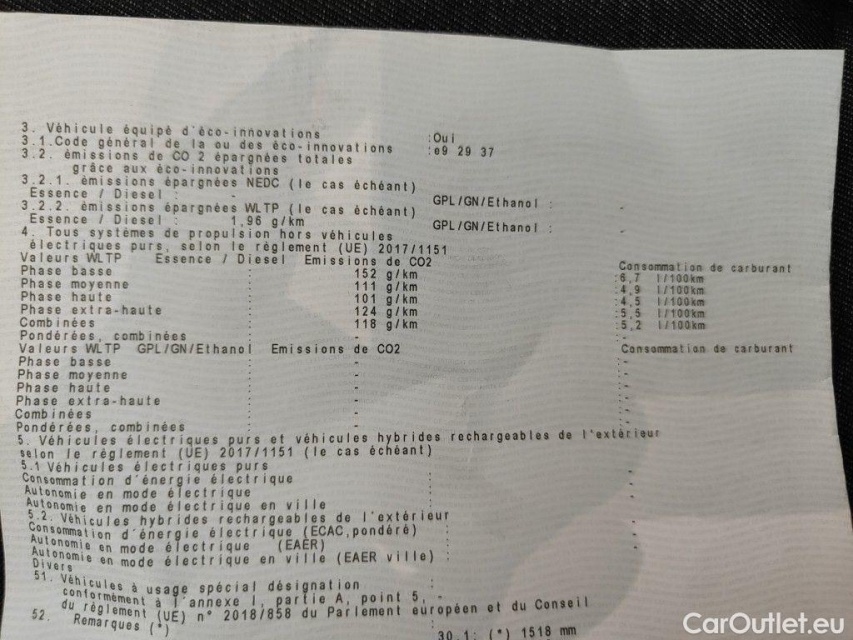 3. Véhicule équipè d'éco-innovations :Oui
3.1.Code général de la ou des éco-innovations :e9 29 37
3.2. émissions de CO 2 épargnées totales
grâce aux éco-innovations
3.2.1. émissions épargnées NEDC (le cas échéant)
Essence / Diesel : - GPL/GN/Ethanol : -
3.2.2. émissions épargnées WLTP (le cas échéant)
Essence / Diesel : 1,96 g/km GPL/GN/Ethanol : -
4. Tous systèmes de propulsion hors véhicules
électriques purs, selon le règlement (UE) 2017/1151
Valeurs WLTP Essence / Diesel Emissions de CO2 Consommation de carburant
Phase basse : 152 g/km :6,7 l/100km
Phase moyenne : 111 g/km :4,9 l/100km
Phase haute : 101 g/km :4,5 l/100km
Phase extra-haute : 124 g/km :5,5 l/100km
Combinées : 118 g/km :5,2 l/100km
Pondérées, combinées : - :-
Valeurs WLTP GPL/GN/Ethanol Emissions de CO2 Consommation de carburant
Phase basse : - :-
Phase moyenne : - :-
Phase haute : - :-
Phase extra-haute : - :-
Combinées : - :-
Pondérées, combinées : - :-
5. Véhicules électriques purs et véhicules hybrides rechargeables de l'extérieur
selon le règlement (UE) 2017/1151 (le cas échéant)
5.1 Véhicules électriques purs
Consommation d'énergie électrique : -
Autonomie en mode électrique : -
Autonomie en mode électrique en ville : -
5.2. Véhicules hybrides rechargeables de l'extérieur
Consommation d'énergie électrique (ECAC,pondéré) : -
Autonomie en mode électrique (EAER) : -
Autonomie en mode électrique en ville (EAER ville) : -
Divers
51. Véhicules à usage spécial désignation
conformément à l'annexe I, partie A, point 5, -
du règlement (UE) n° 2018/858 du Parlement européen et du Conseil
52. Remarques (*)
30.1: (*) 1518 mm
CarOutlet.eu